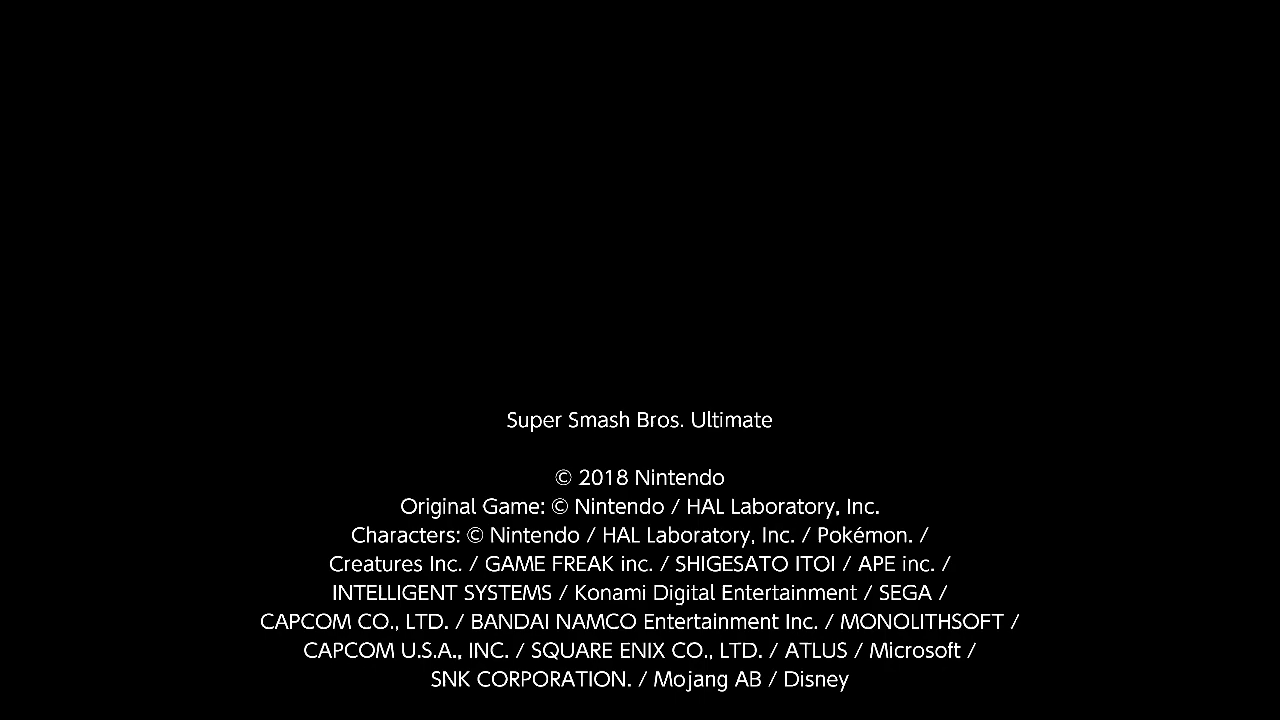 Super Smash Bros. Ultimate
© 2018 Nintendo
Original Game: © Nintendo / HAL Laboratory, Inc.
Characters: © Nintendo / HAL Laboratory, Inc. / Pokémon. /
Creatures Inc. / GAME FREAK inc. / SHIGESATO ITOI / APE inc. /
INTELLIGENT SYSTEMS / Konami Digital Entertainment / SEGA /
CAPCOM CO., LTD. / BANDAI NAMCO Entertainment Inc. / MONOLITHSOFT /
CAPCOM U.S.A., INC. / SQUARE ENIX CO., LTD. / ATLUS / Microsoft /
SNK CORPORATION. / Mojang AB / Disney